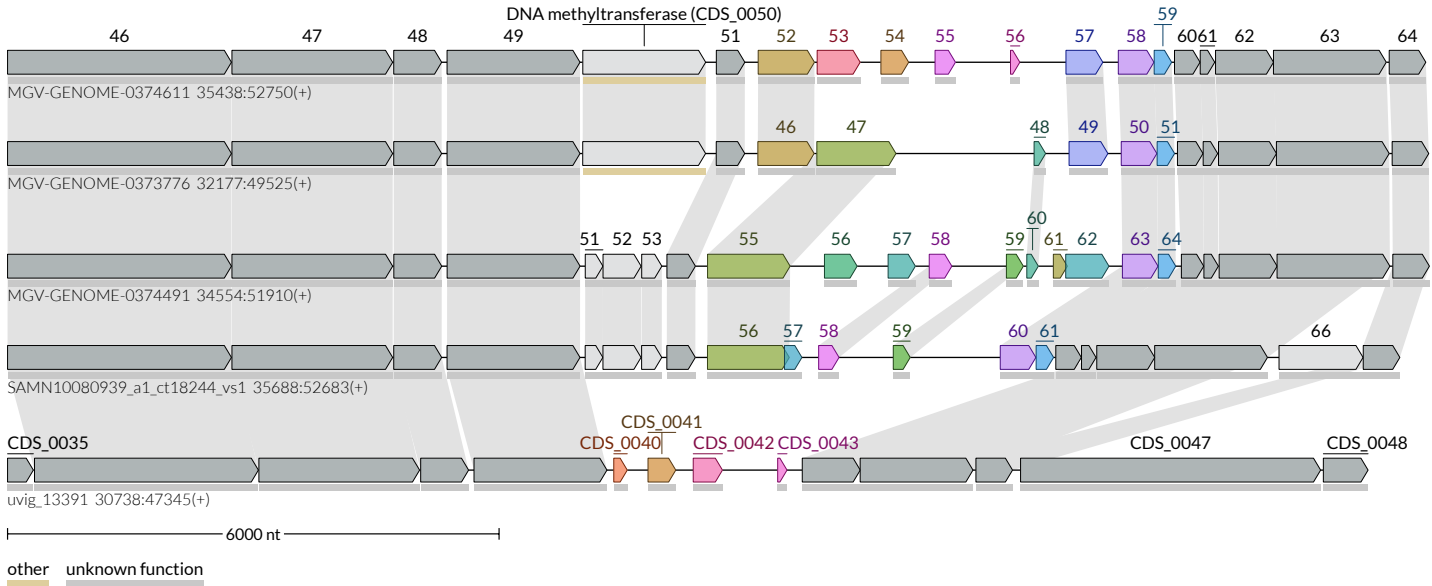 DNA methyltransferase (CDS_0050)
46 47 48 49 51 52 53 54 55 56 57 58 59 60 61 62 63 64
MGV-GENOME-0374611 35438:52750(+)
46 47 48 49 50 51
MGV-GENOME-0373776 32177:49525(+)
51 52 53 55 56 57 58 59 60 61 62 63 64
MGV-GENOME-0374491 34554:51910(+)
56 57 58 59 60 61 66
SAMN10080939_a1_ct18244_vs1 35688:52683(+)
CDS_0041
CDS_0035 CDS_0040 CDS_0042 CDS_0043 CDS_0047 CDS_0048
uvig_13391 30738:47345(+)
6000 nt
other unknown function